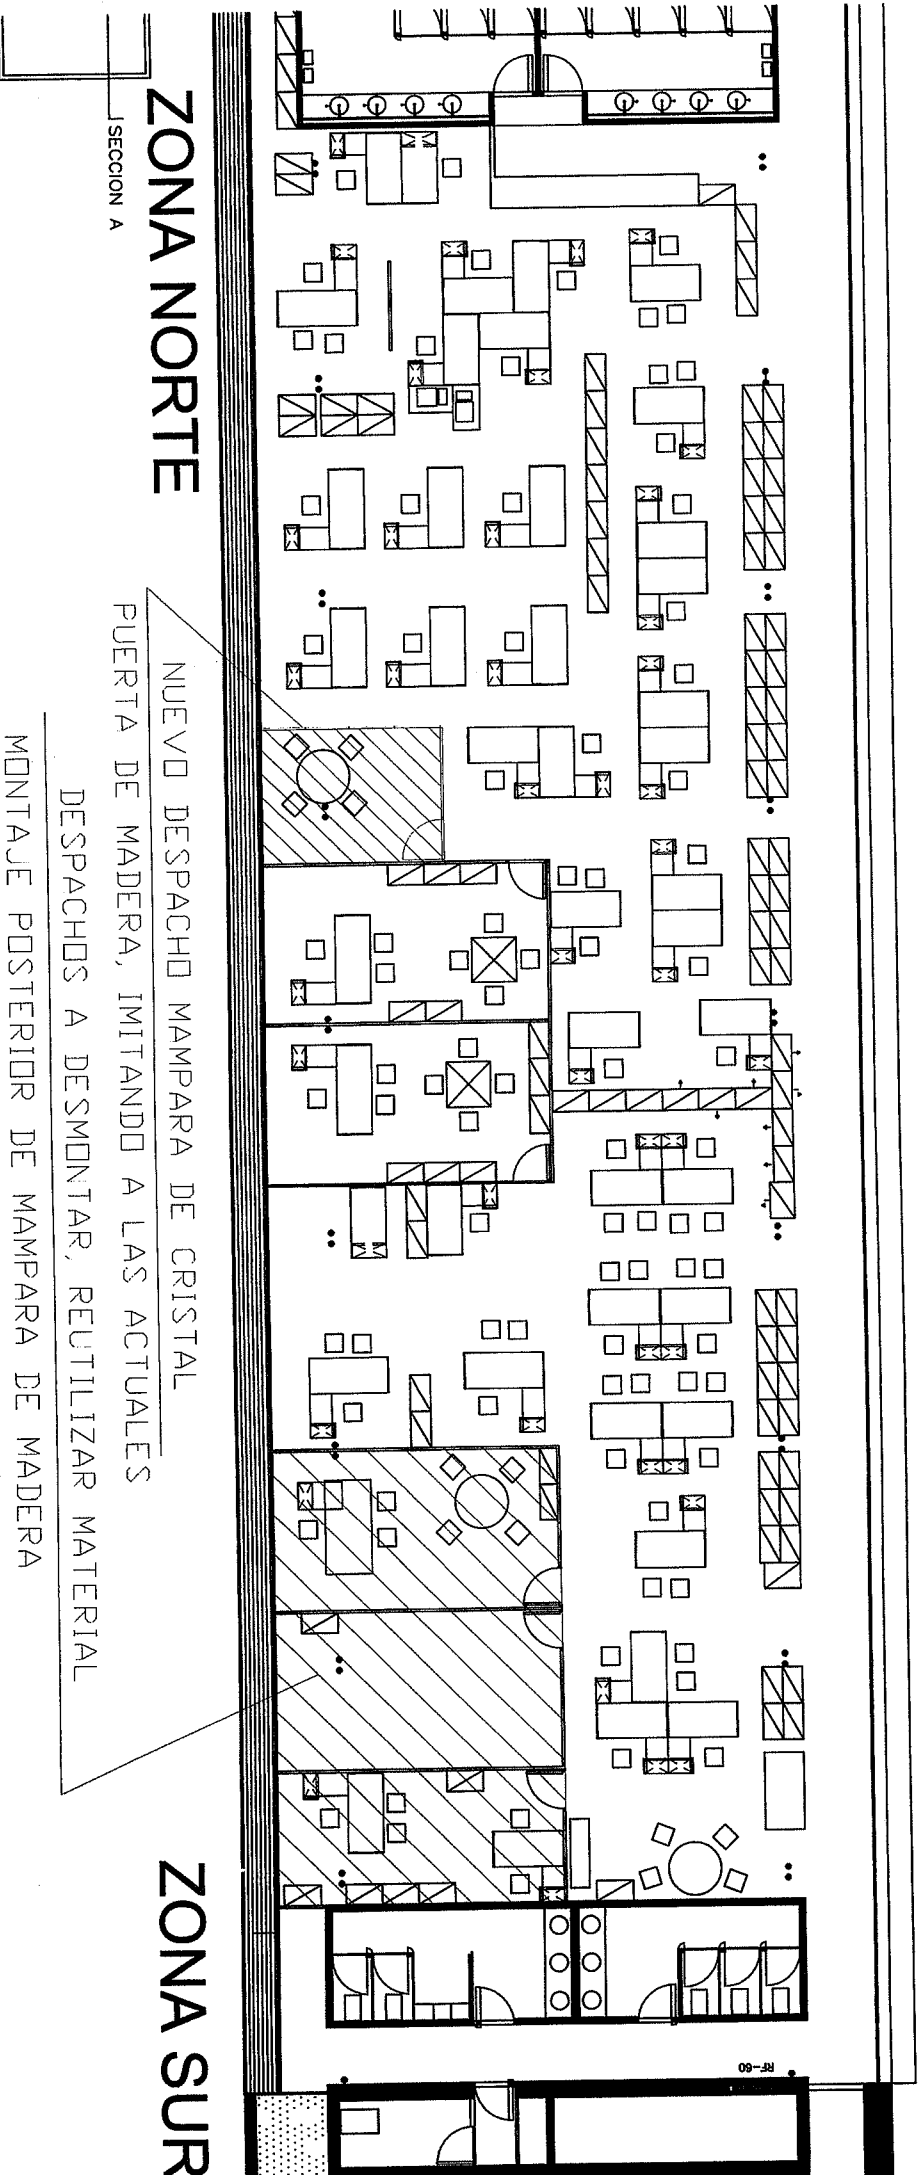 ZONA NORTE
SECCION A
NUEVO DESPACHO MAMPARA DE CRISTAL
PUERTA DE MADERA, IMITANDO A LAS ACTUALES
DESPACHOS A DESMONTAR, REUTILIZAR MATERIAL
MONTAJE POSTERIOR DE MAMPARA DE MADERA
ZONA SUR
RF-60